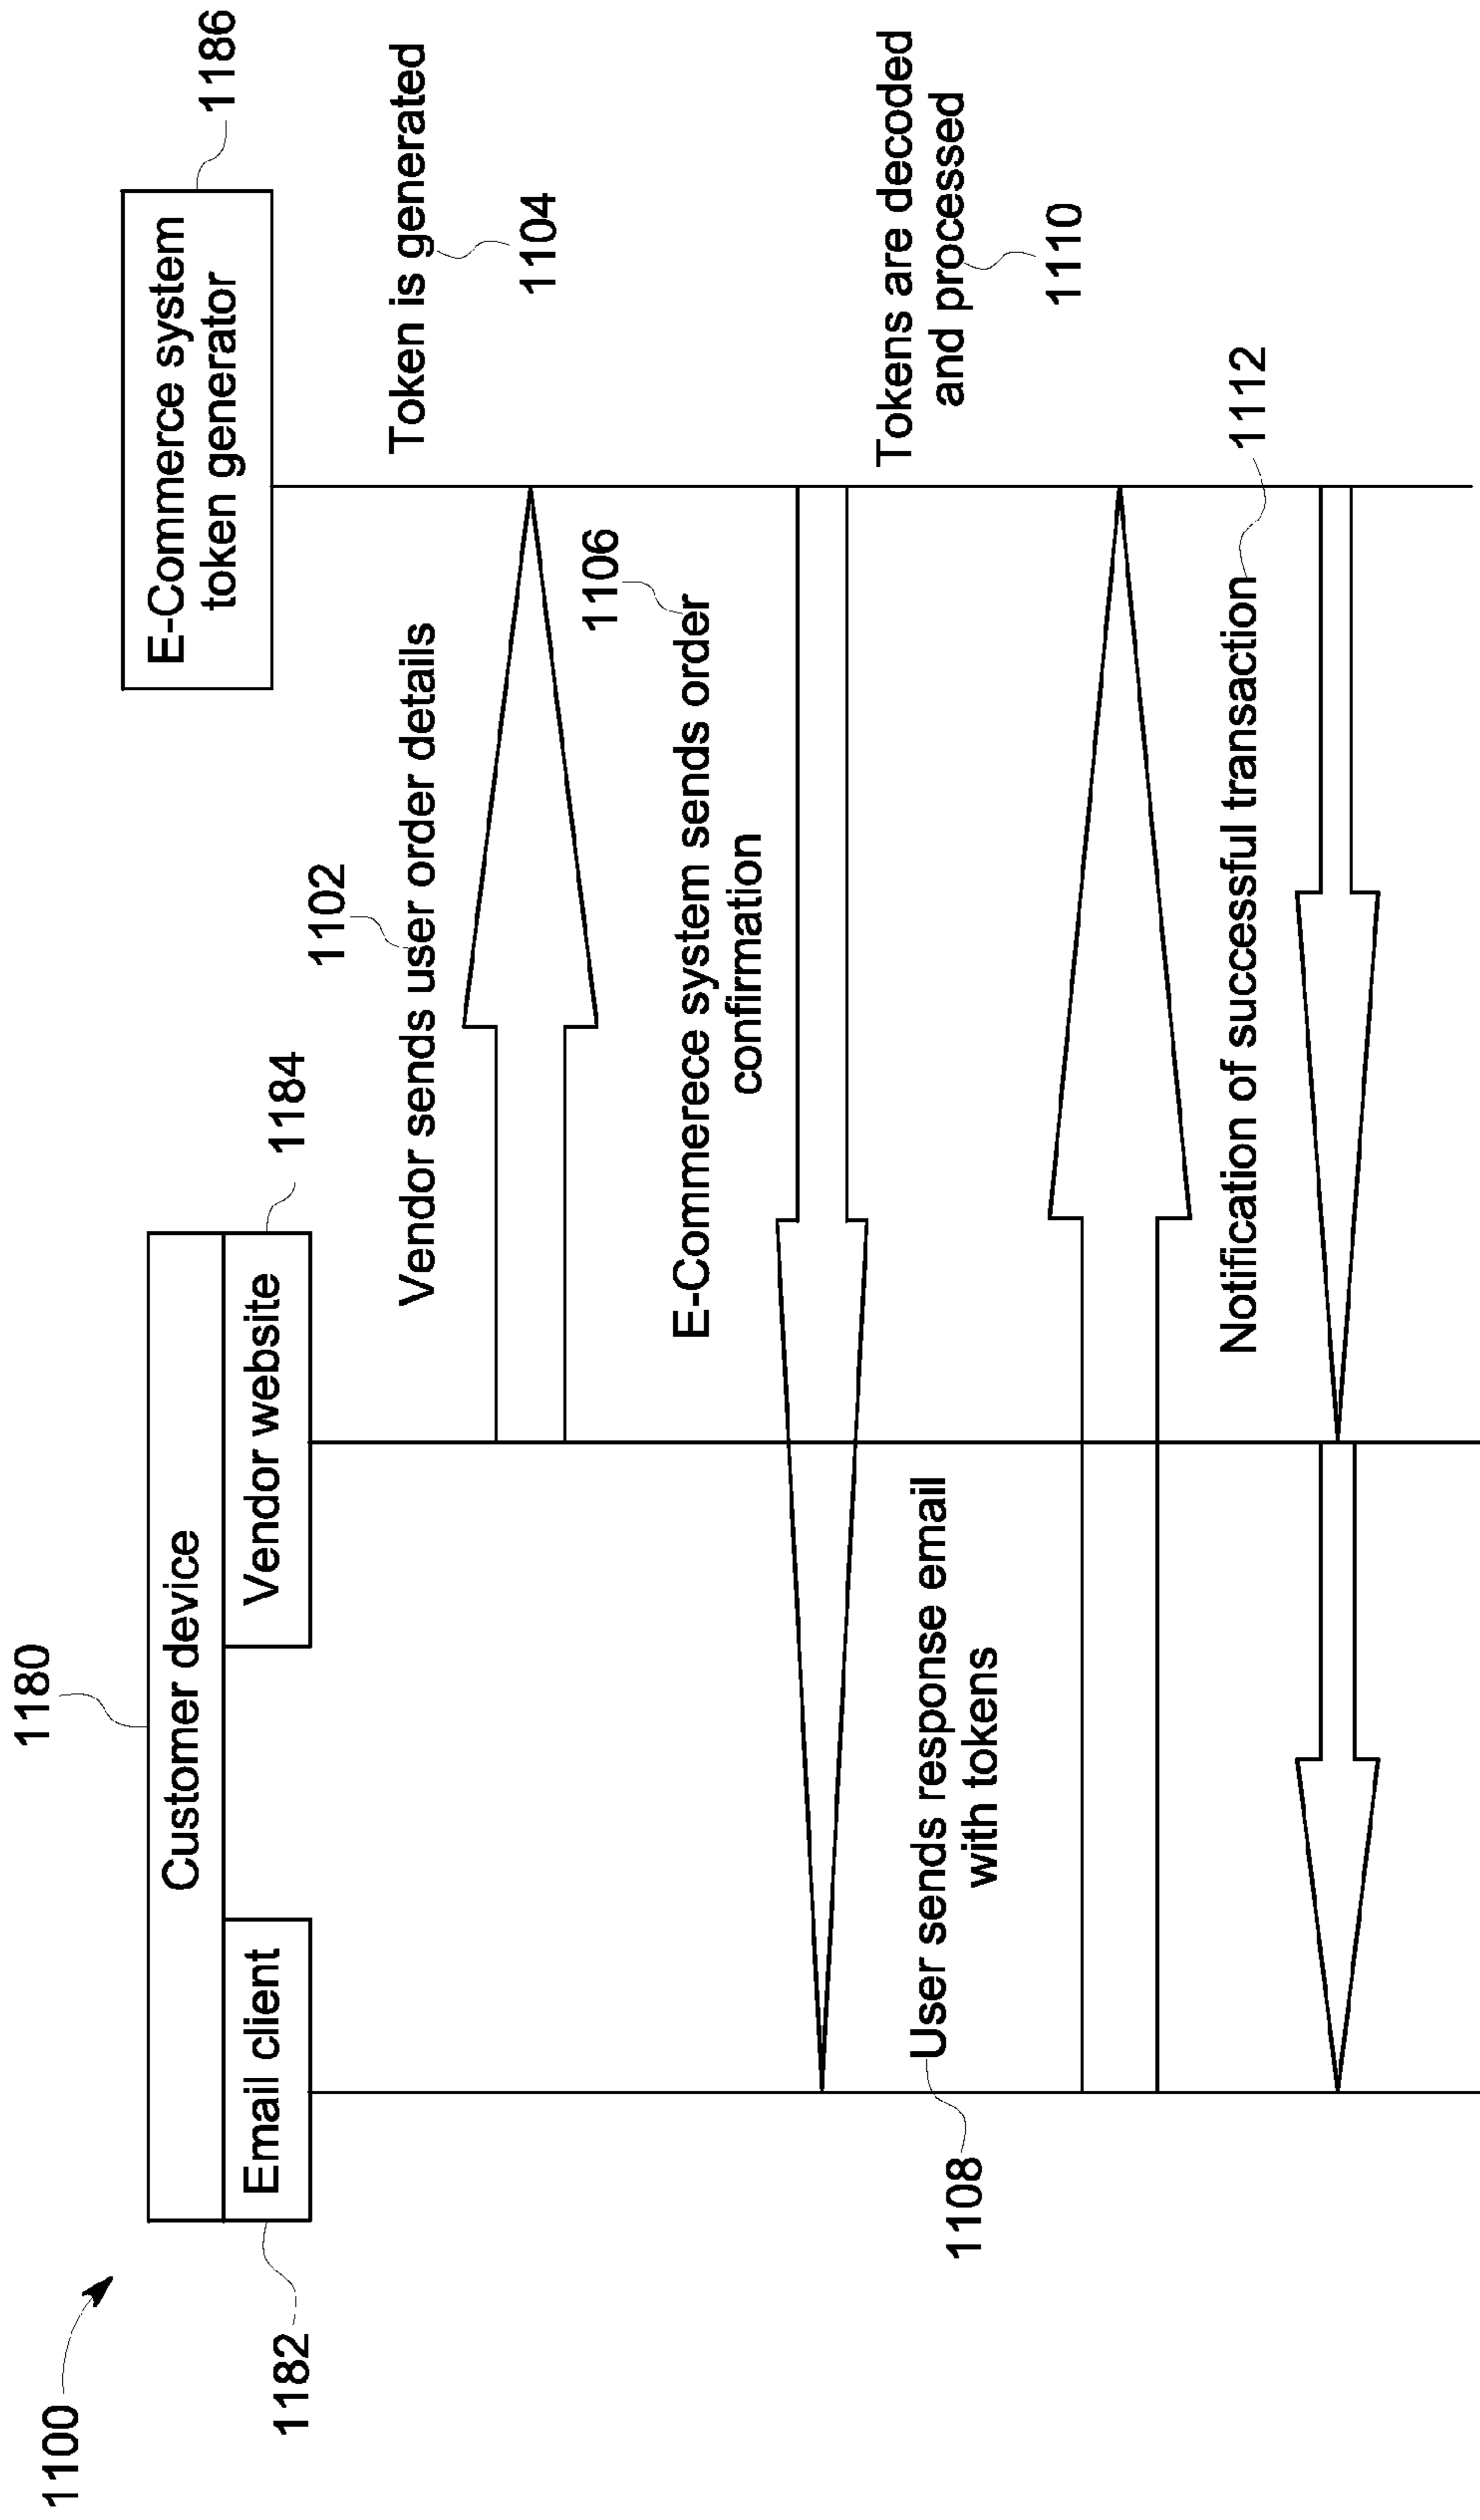 1100
1180
Customer device
1182
Email client
Vendor website
1184
E-Commerce system
token generator
1186
1102
Vendor sends user order details
Token is generated
1104
1106
E-Commerece system sends order
confirmation
1108
User sends response email
with tokens
Tokens are decoded
and processed
1110
Notification of successful transaction
1112